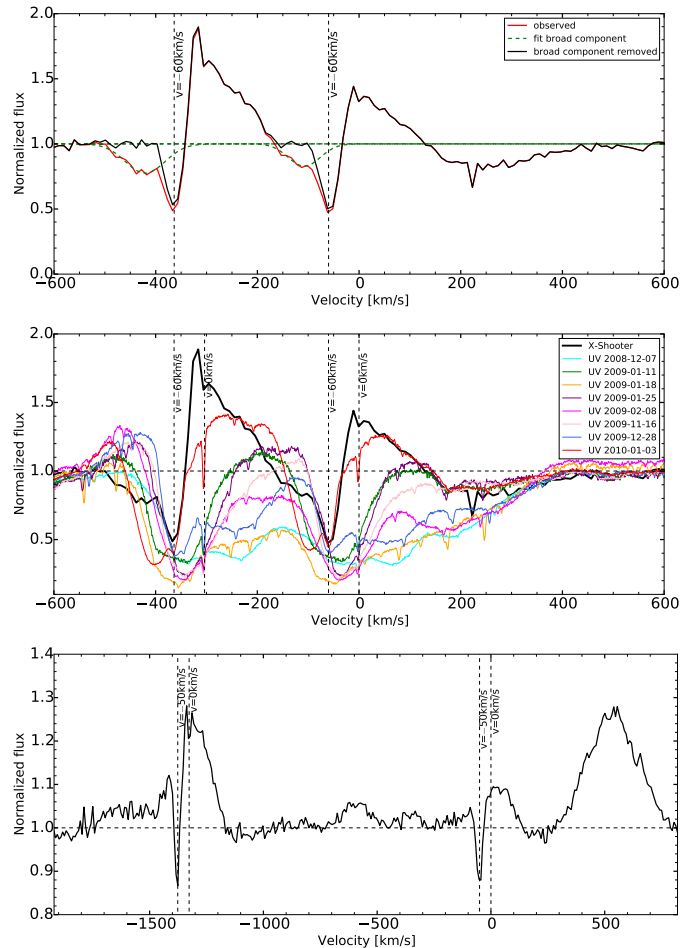 2.0
1.5
1.0
0.5
0.0
Normalized flux
v=−60km/s
v=−60km/s
observed
fit broad component
broad component removed
−600
−400
−200
0
200
400
600
Velocity [km/s]
2.0
1.5
1.0
0.5
Normalized flux
v=−60km/s
v=0km/s
v=−60km/s
v=0km/s
X-Shooter
UV 2008-12-07
UV 2009-01-11
UV 2009-01-18
UV 2009-01-25
UV 2009-02-08
UV 2009-11-16
UV 2009-12-28
UV 2010-01-03
−600
−400
−200
0
200
400
600
Velocity [km/s]
1.4
1.3
1.2
1.1
1.0
0.9
0.8
Normalized flux
v=−50km/s
v=0km/s
v=−50km/s
v=0km/s
−1500
−1000
−500
0
500
Velocity [km/s]